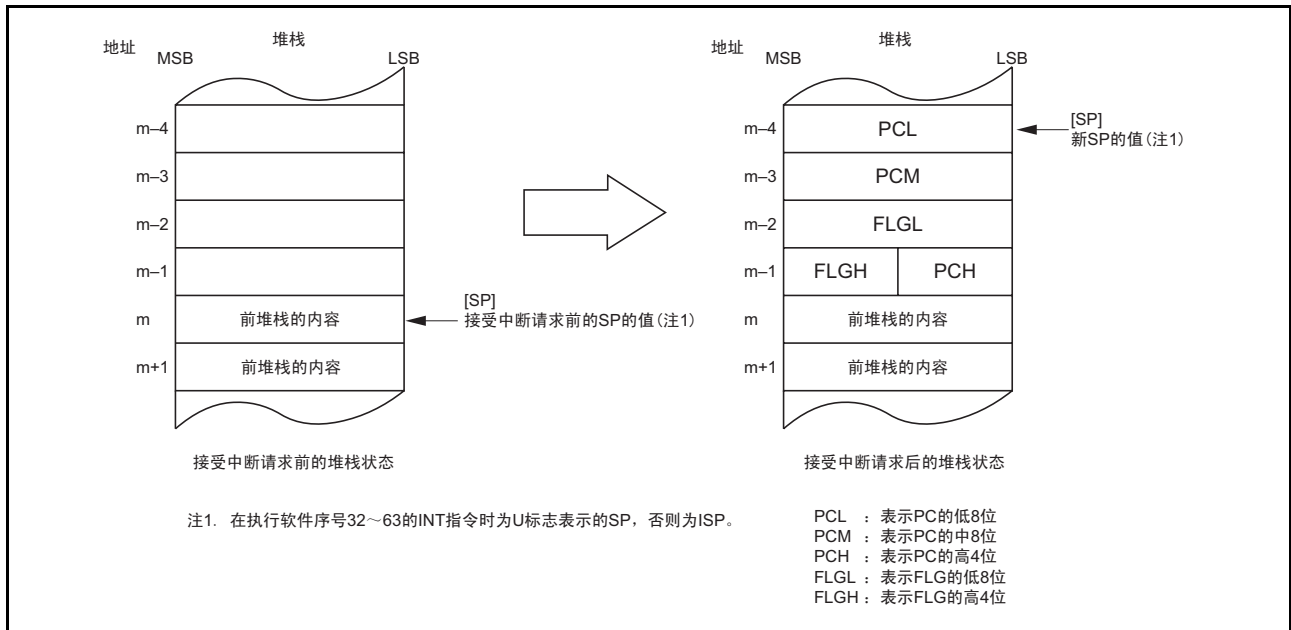 堆栈
地址
MSB
LSB
m–4
m–3
m–2
m–1
m
前堆栈的内容
m+1
前堆栈的内容
[SP]
接受中断请求前的SP的值(注1)
接受中断请求前的堆栈状态
堆栈
地址
MSB
LSB
m–4
PCL
m–3
PCM
m–2
FLGL
m–1
FLGH
PCH
m
前堆栈的内容
m+1
前堆栈的内容
[SP]
新SP的值(注1)
接受中断请求后的堆栈状态
注1. 在执行软件序号32～63的INT指令时为U标志表示的SP，否则为ISP。
PCL ：表示PC的低8位
PCM ：表示PC的中8位
PCH ：表示PC的高4位
FLGL ：表示FLG的低8位
FLGH ：表示FLG的高4位